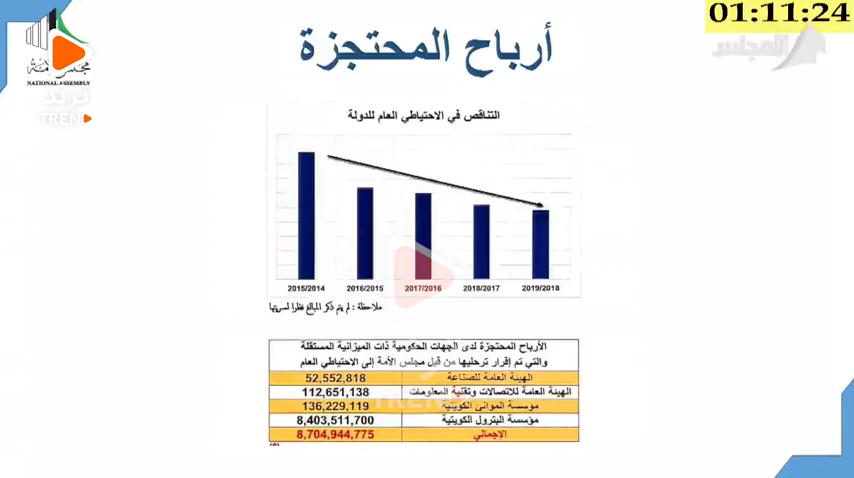 01:11:24
المجلس
مجلس الأمة
NATIONAL ASSEMBLY
ترند
TREND
أرباح المحتجزة
التناقص في الاحتياطي العام للدولة
2015/2014 2016/2015 2017/2016 2018/2017 2019/2018
ملاحظة : لم يتم ذكر المبالغ نظرا لسريتها
الأرباح المحتجزة لدى الجهات الحكومية ذات الميزانية المستقلة
والتي تم إقرار ترحليها من قبل مجلس الأمة إلى الاحتياطي العام
الهيئة العامة للصناعة 52,552,818
الهيئة العامة للاتصالات وتقنية المعلومات 112,651,138
مؤسسة الموانئ الكويتية 136,229,119
مؤسسة البترول الكويتية 8,403,511,700
الاجمالي 8,704,944,775